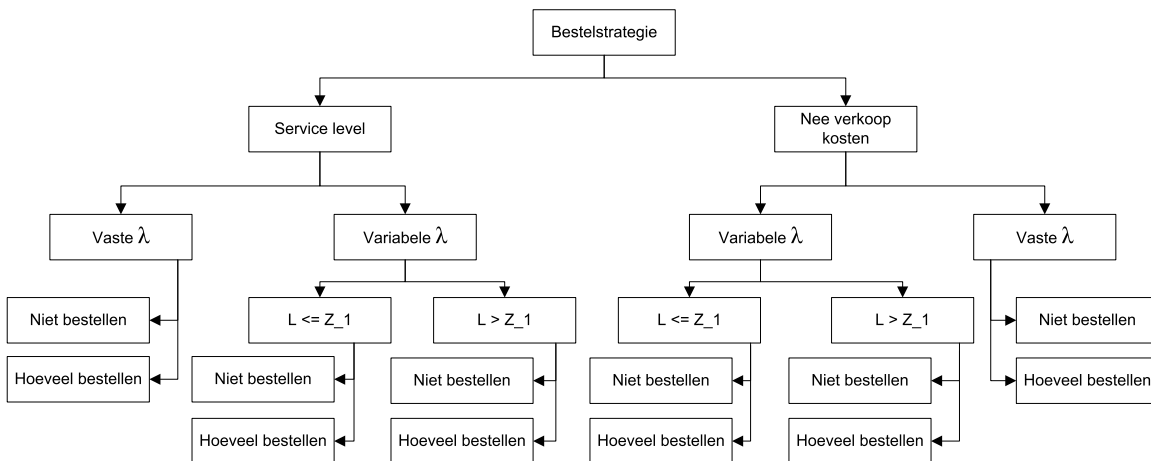 Bestelstrategie
Service level
Nee verkoop
kosten
Vaste λ
Variabele λ
Variabele λ
Vaste λ
Niet bestellen
L <= Z_1
L > Z_1
L <= Z_1
L > Z_1
Niet bestellen
Hoeveel bestellen
Niet bestellen
Niet bestellen
Niet bestellen
Niet bestellen
Hoeveel bestellen
Hoeveel bestellen
Hoeveel bestellen
Hoeveel bestellen
Hoeveel bestellen